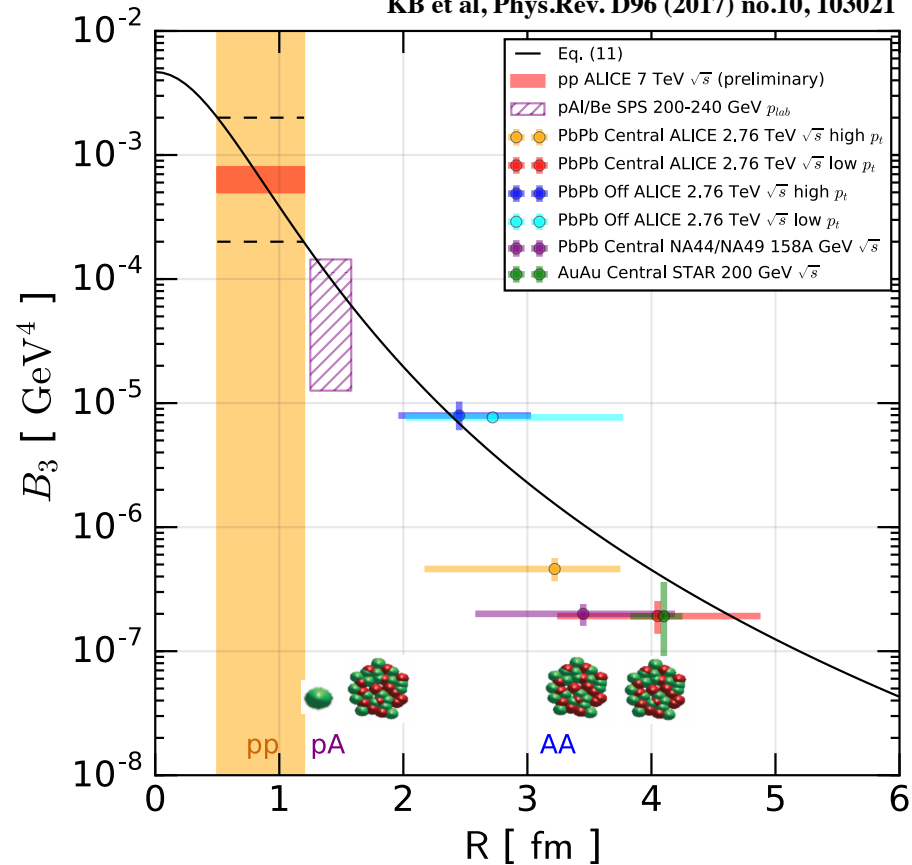 KB et al, Phys.Rev. D96 (2017) no.10, 103021
Eq. (11)
pp ALICE 7 TeV √s (preliminary)
pAl/Be SPS 200-240 GeV p_lab
PbPb Central ALICE 2.76 TeV √s high p_t
PbPb Central ALICE 2.76 TeV √s low p_t
PbPb Off ALICE 2.76 TeV √s high p_t
PbPb Off ALICE 2.76 TeV √s low p_t
PbPb Central NA44/NA49 158A GeV √s
AuAu Central STAR 200 GeV √s
B_3 [ GeV^4 ]
10^-2
10^-3
10^-4
10^-5
10^-6
10^-7
10^-8
pp pA AA
0 1 2 3 4 5 6
R [ fm ]